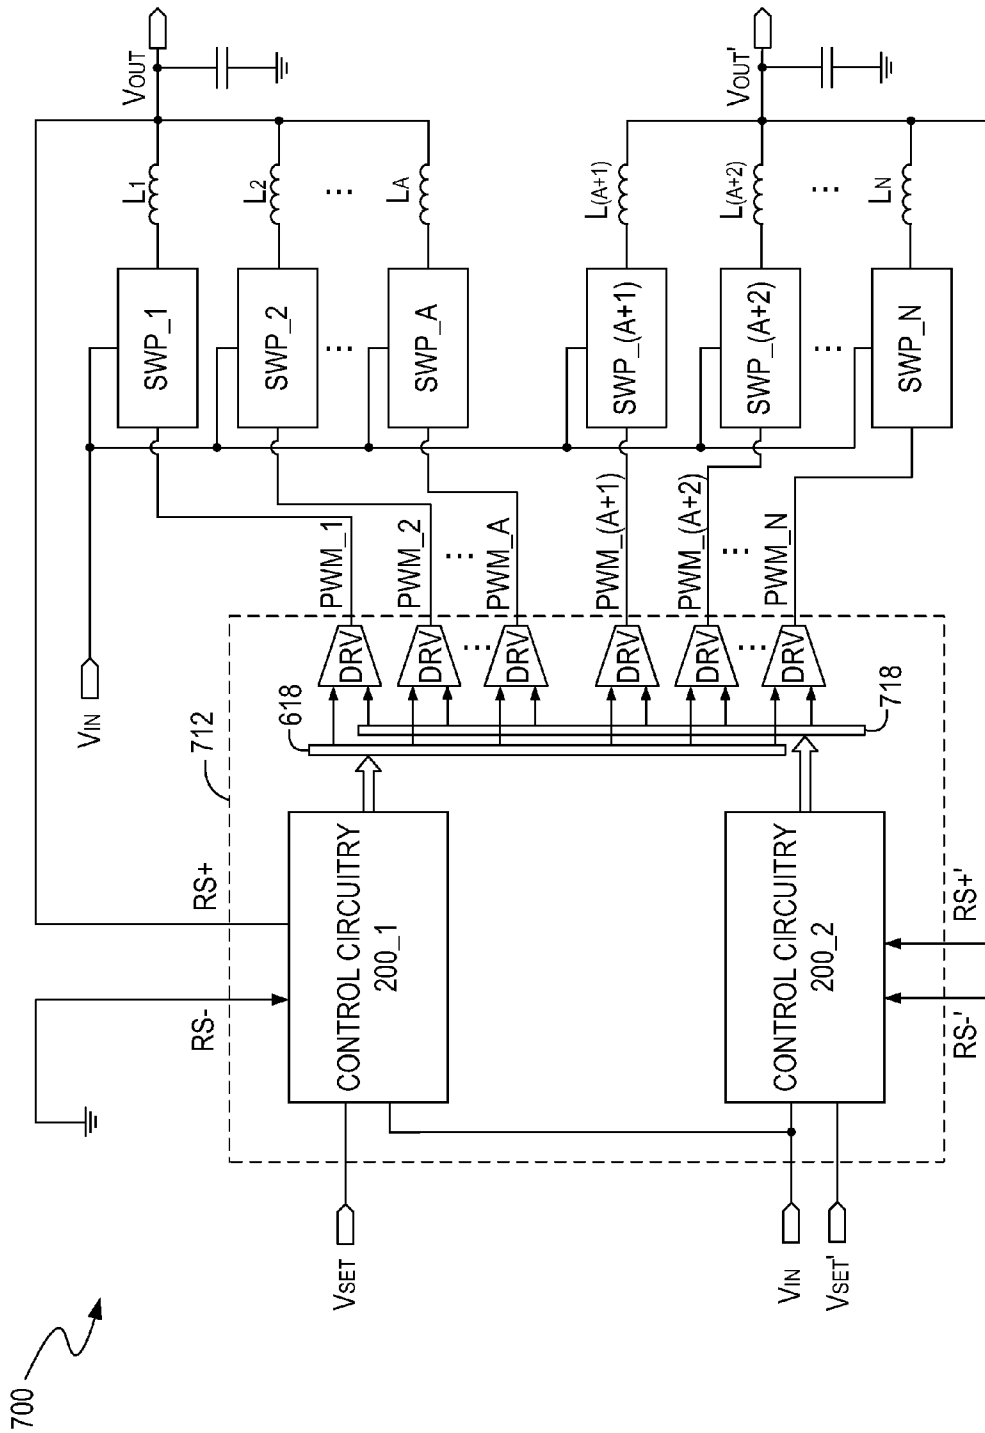 700
712
VIN
RS+
RS-
VSET
CONTROL CIRCUITRY
200_1
618
DRV
DRV
...
DRV
PWM_1
PWM_2
...
PWM_A
SWP_1
SWP_2
...
SWP_A
L1
L2
...
LA
VOUT
VIN
VSET'
CONTROL CIRCUITRY
200_2
RS+'
RS-'
718
DRV
DRV
...
DRV
PWM_(A+1)
...
PWM_(A+2)
...
PWM_N
SWP_(A+1)
SWP_(A+2)
...
SWP_N
L(A+1)
L(A+2)
...
LN
VOUT'